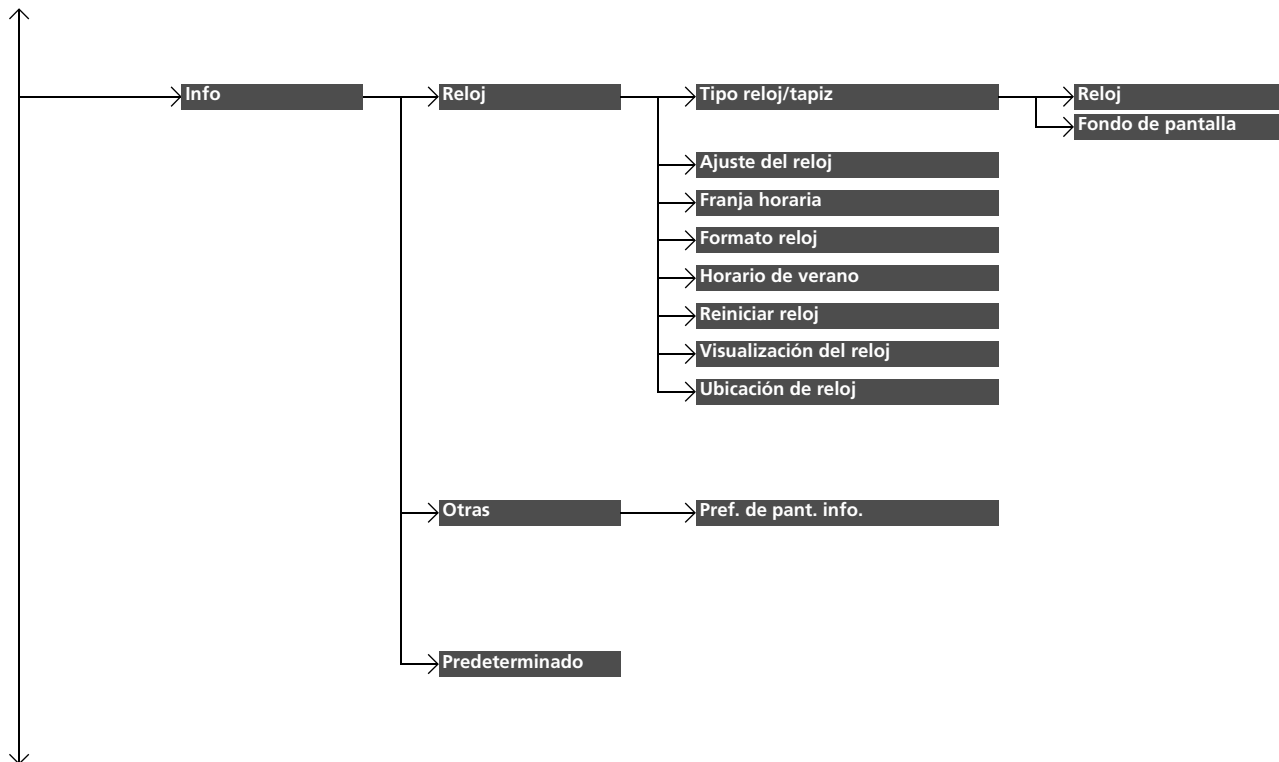 Info
Reloj
Tipo reloj/tapiz
Reloj
Fondo de pantalla
Ajuste del reloj
Franja horaria
Formato reloj
Horario de verano
Reiniciar reloj
Visualización del reloj
Ubicación de reloj
Otras
Pref. de pant. info.
Predeterminado